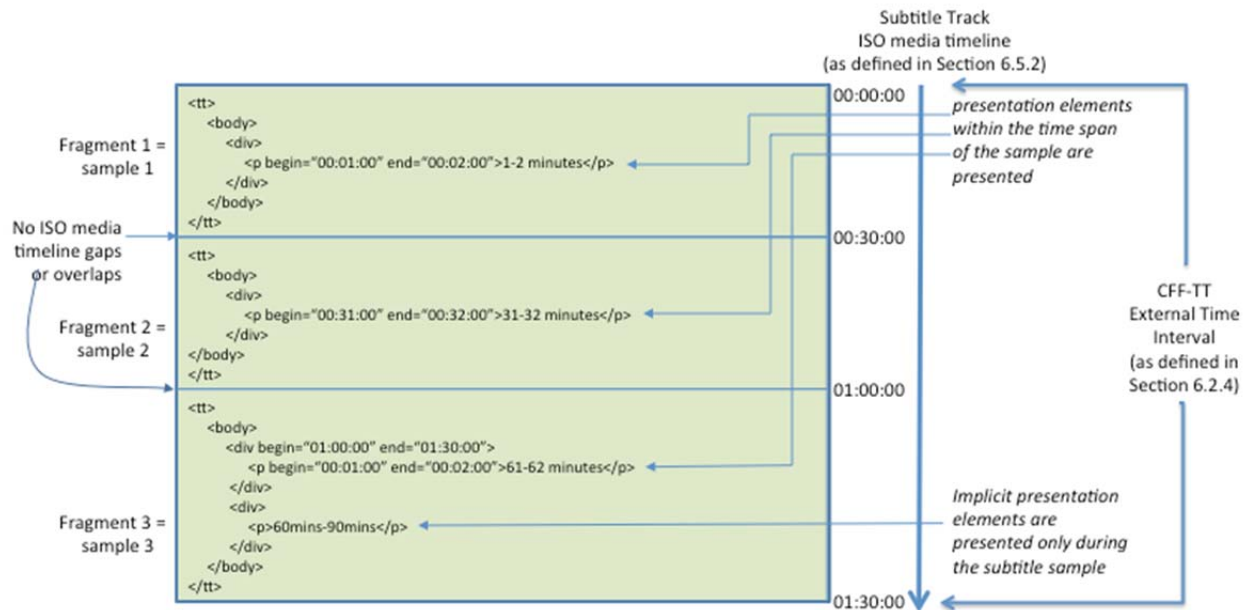 Subtitle Track
ISO media timeline
(as defined in Section 6.5.2)
Fragment 1 =
sample 1
<tt>
<body>
<div>
<p begin=“00:01:00” end=“00:02:00”>1-2 minutes</p>
</div>
</body>
</tt>
00:00:00
presentation elements
within the time span
of the sample are
presented
No ISO media
timeline gaps
or overlaps
00:30:00
Fragment 2 =
sample 2
<tt>
<body>
<div>
<p begin=“00:31:00” end=“00:32:00”>31-32 minutes</p>
</div>
</body>
</tt>
CFF-TT
External Time
Interval
(as defined in
Section 6.2.4)
01:00:00
Fragment 3 =
sample 3
<tt>
<body>
<div begin=“01:00:00” end=“01:30:00”>
<p begin=“00:01:00” end=“00:02:00”>61-62 minutes</p>
</div>
<div>
<p>60mins-90mins</p>
</div>
</body>
</tt>
Implicit presentation
elements are
presented only during
the subtitle sample
01:30:00